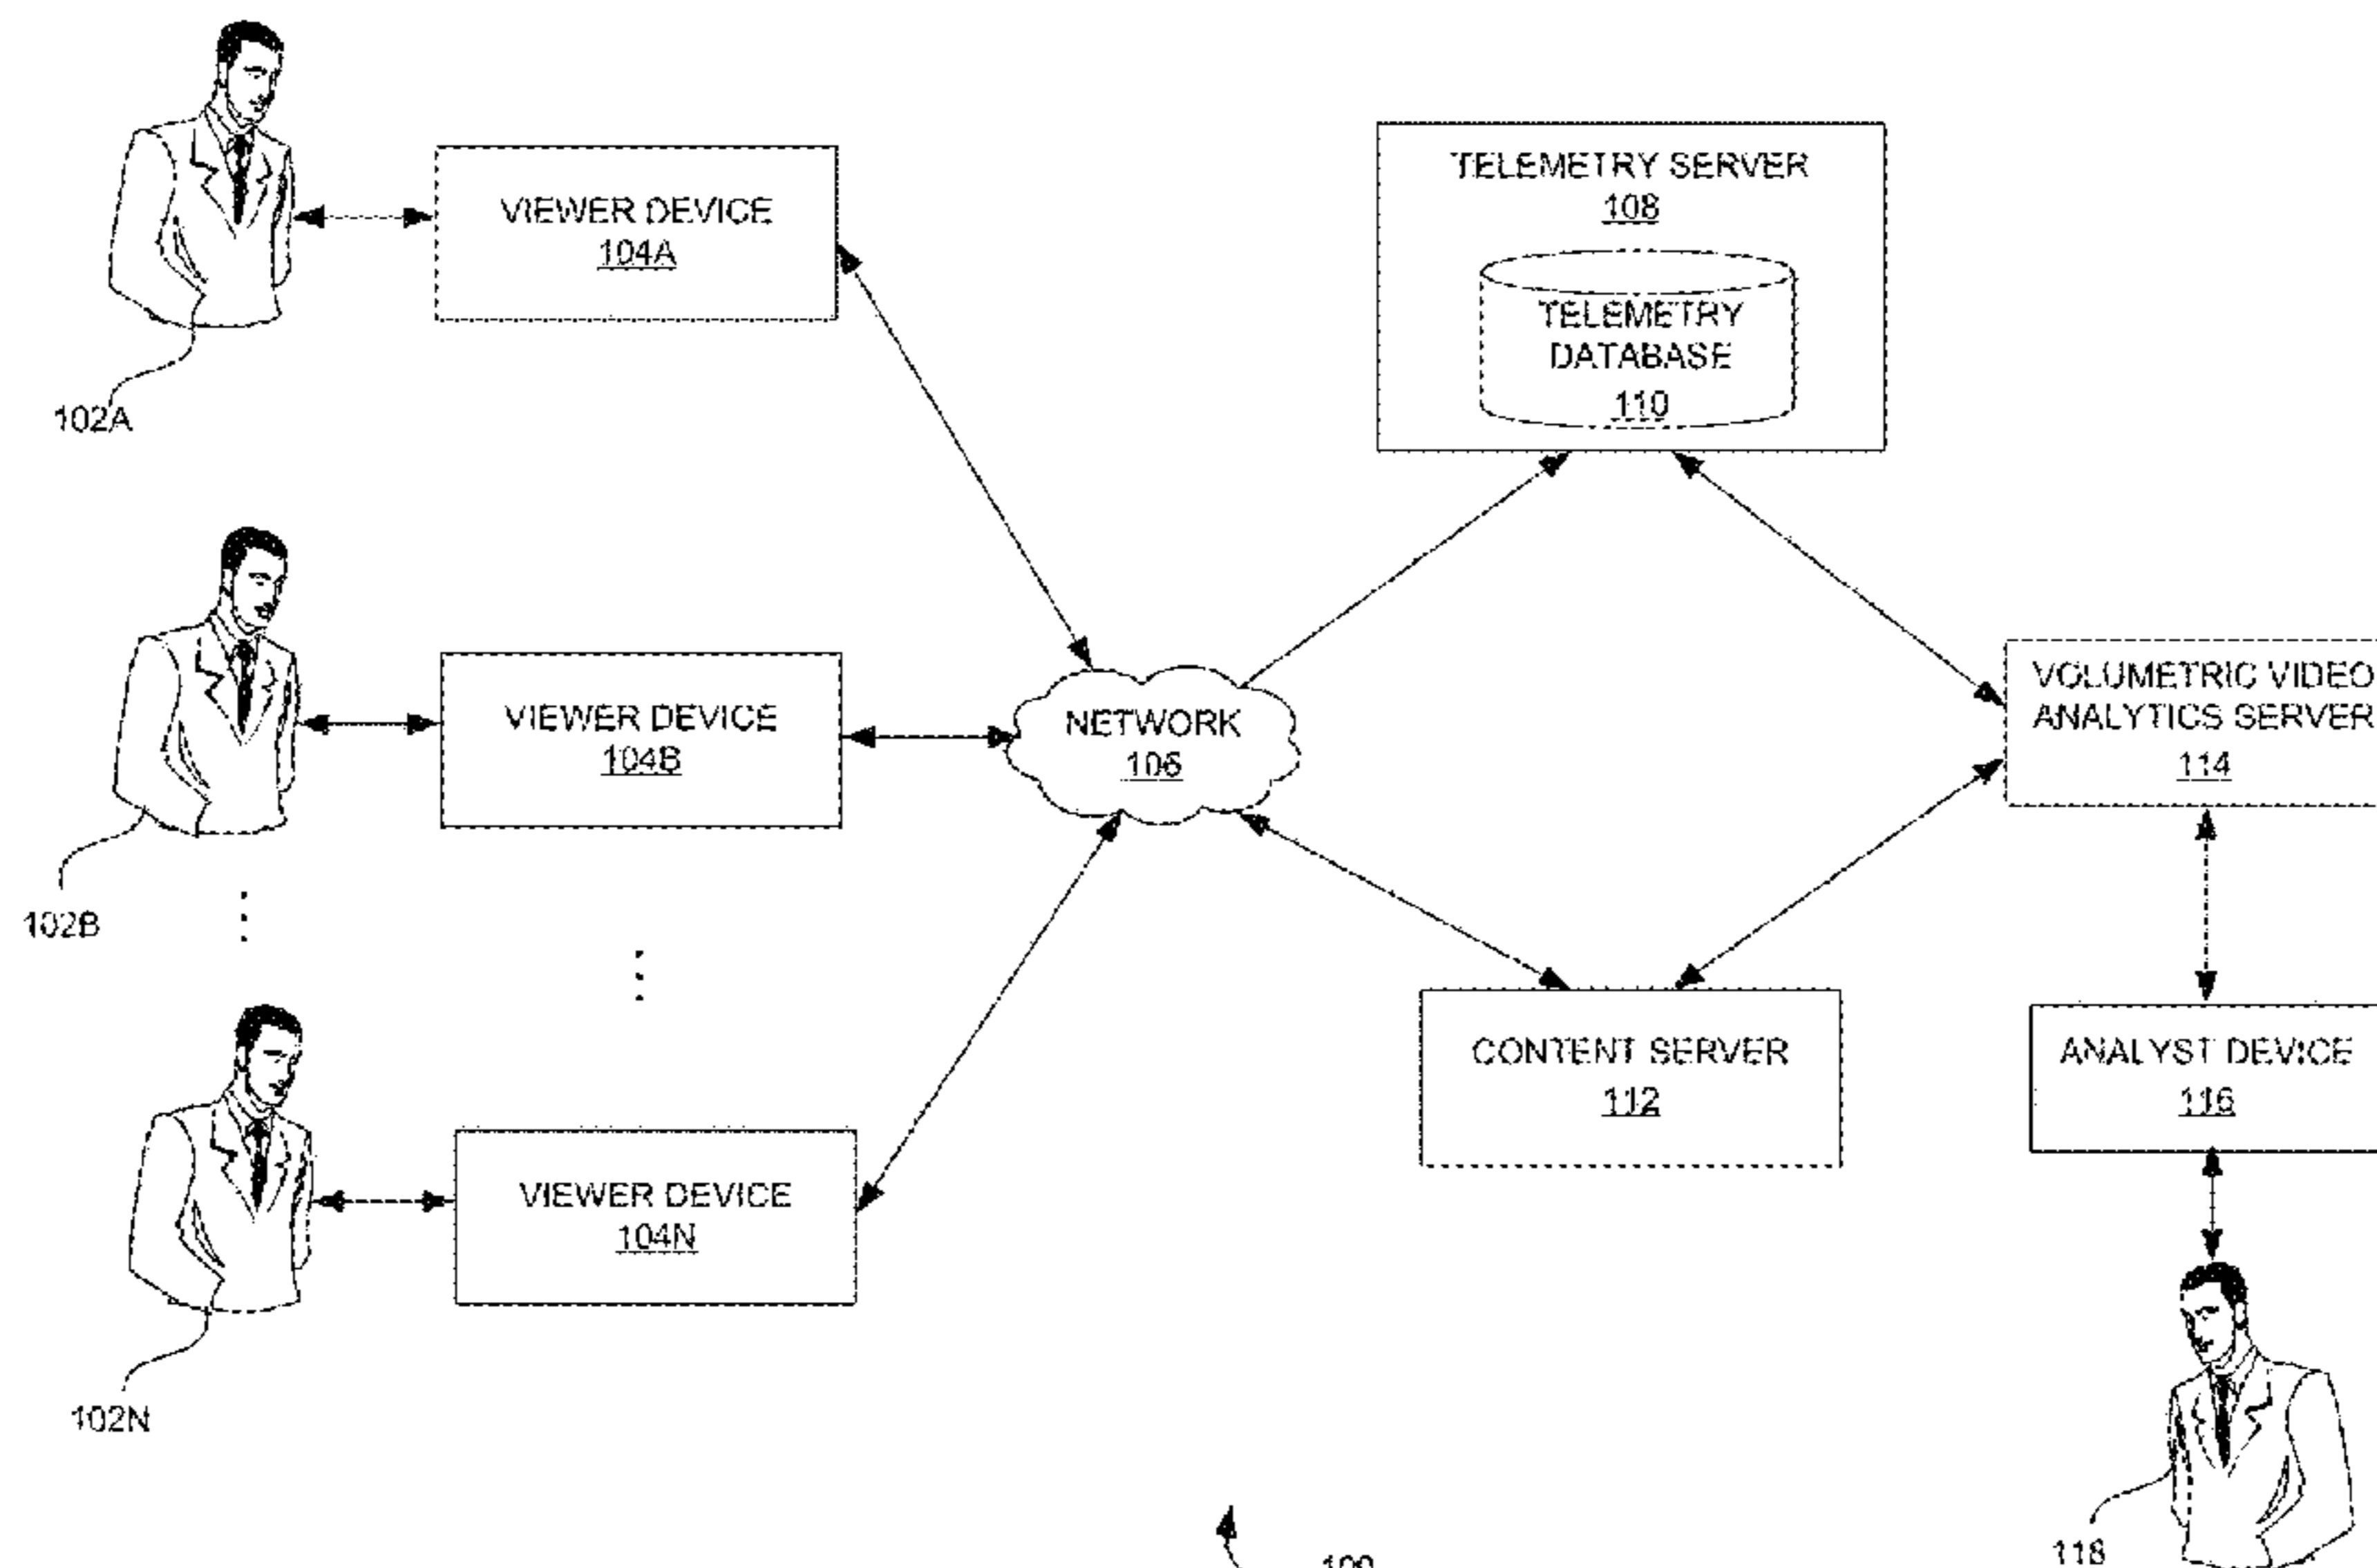 VIEWER DEVICE
104A
102A
TELEMETRY SERVER
108
TELEMETRY
DATABASE
110
VIEWER DEVICE
104B
102B
NETWORK
106
VOLUMETRIC VIDEO
ANALYTICS SERVER
114
CONTENT SERVER
112
ANALYST DEVICE
116
VIEWER DEVICE
104N
102N
118
100